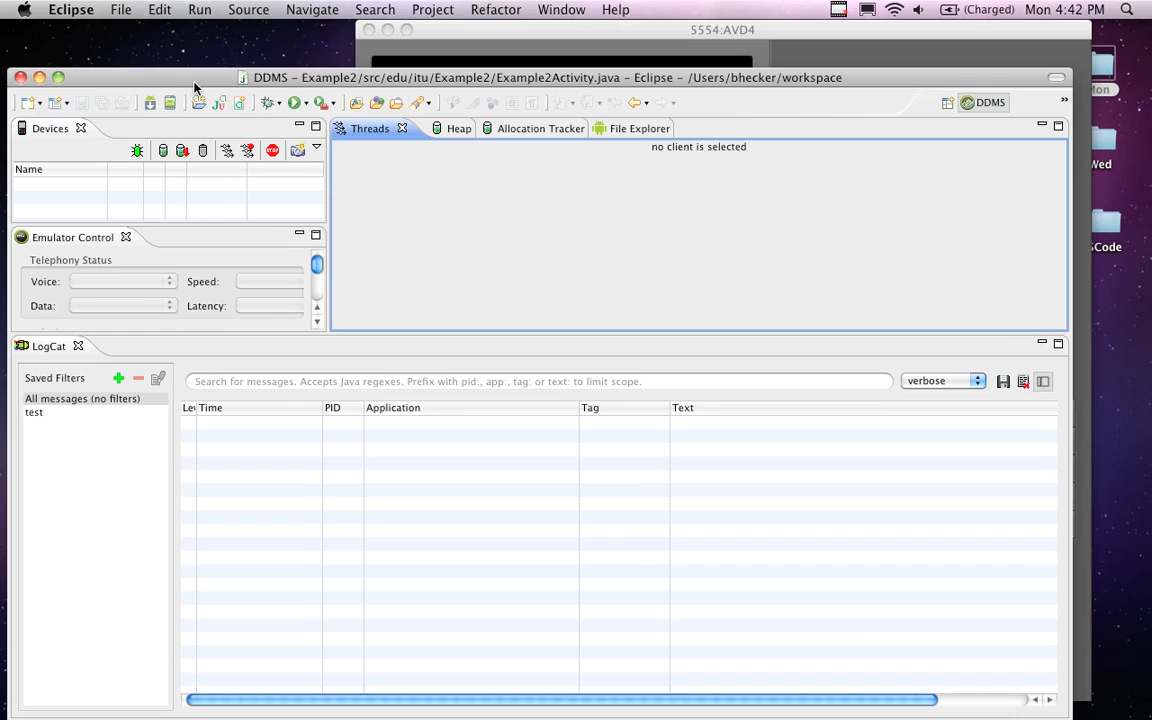 Eclipse File Edit Run Source Navigate Search Project Refactor Window Help (Charged) Mon 4:42 PM
5554:AVD4
DDMS – Example2/src/edu/itu/Example2/Example2Activity.java – Eclipse – /Users/bhecker/workspace
Mon
DDMS
Devices
Threads Heap Allocation Tracker File Explorer
no client is selected
Name
Wed
Emulator Control
Telephony Status
Voice: Speed:
Data: Latency:
SCode
LogCat
Saved Filters
Search for messages. Accepts Java regexes. Prefix with pid:, app:, tag: or text: to limit scope.
verbose
All messages (no filters)
test
Time PID Application Tag Text